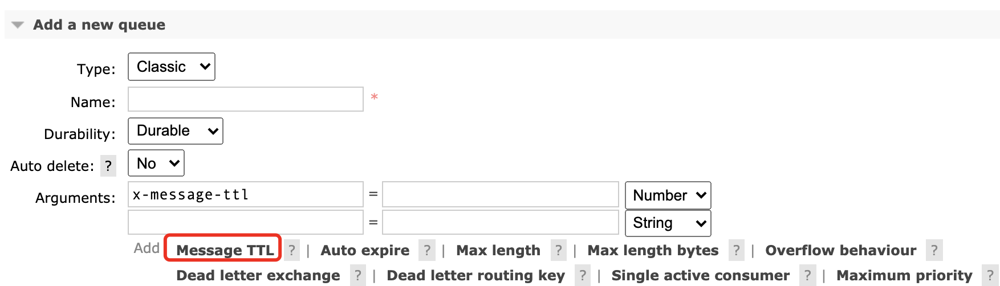 Add a new queue
Type: Classic
Name: *
Durability: Durable
Auto delete: ? No
Arguments: x-message-ttl = Number
= String
Add Message TTL ? | Auto expire ? | Max length ? | Max length bytes ? | Overflow behaviour ?
Dead letter exchange ? | Dead letter routing key ? | Single active consumer ? | Maximum priority ?